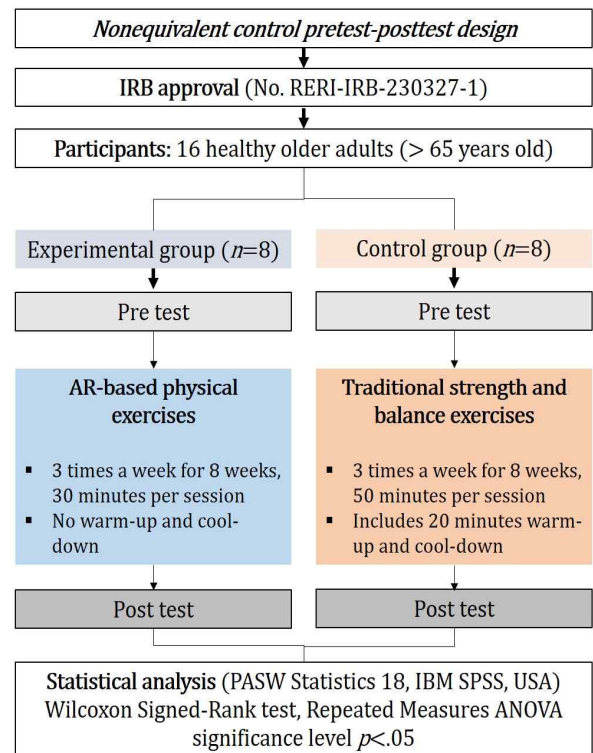 Nonequivalent control pretest-posttest design
IRB approval (No. RERI-IRB-230327-1)
Participants: 16 healthy older adults (> 65 years old)
Experimental group (n=8)
Control group (n=8)
Pre test
Pre test
AR-based physical
exercises
▪ 3 times a week for 8 weeks,
30 minutes per session
▪ No warm-up and cool-
down
Traditional strength and
balance exercises
▪ 3 times a week for 8 weeks,
50 minutes per session
▪ Includes 20 minutes warm-
up and cool-down
Post test
Post test
Statistical analysis (PASW Statistics 18, IBM SPSS, USA)
Wilcoxon Signed-Rank test, Repeated Measures ANOVA
significance level p<.05